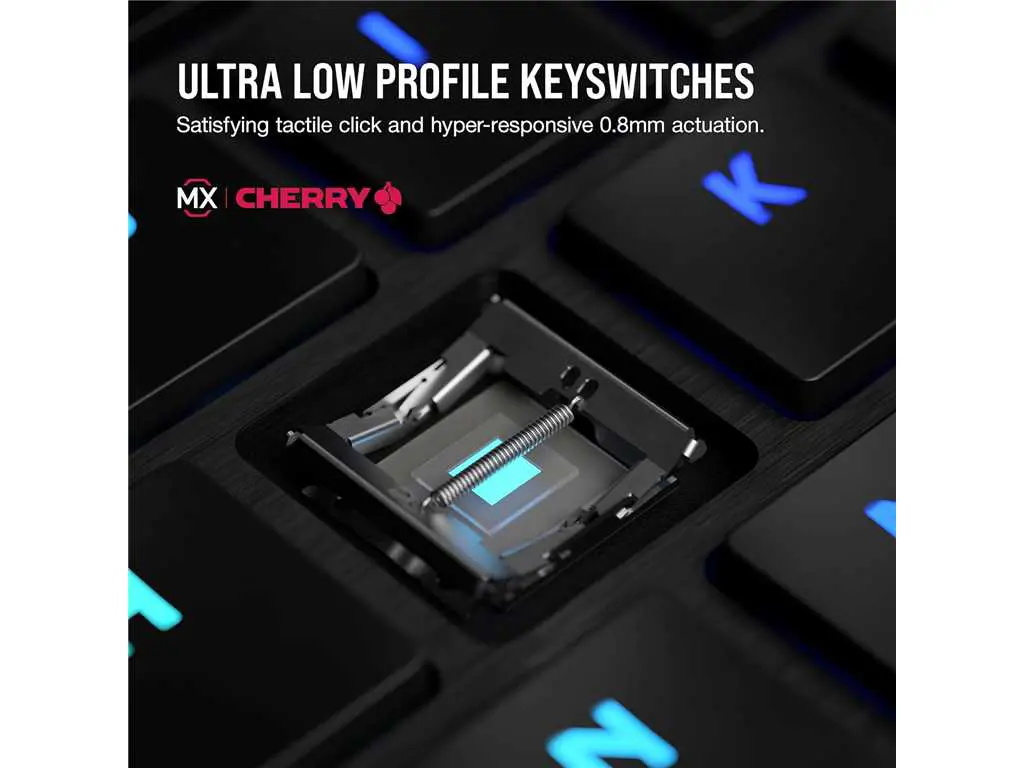 I
ULTRA LOW PROFILE KEYSWITCHES
Satisfying tactile click and hyper-responsive 0.8mm actuation.
K
MX | CHERRY
H
N